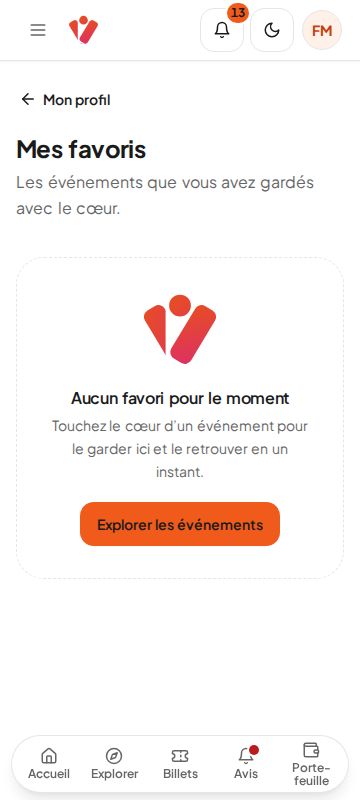 13
FM
Mon profil
Mes favoris
Les événements que vous avez gardés
avec le cœur.
Aucun favori pour le moment
Touchez le cœur d'un événement pour
le garder ici et le retrouver en un
instant.
Explorer les événements
Accueil
Explorer
Billets
Avis
Porte-
feuille